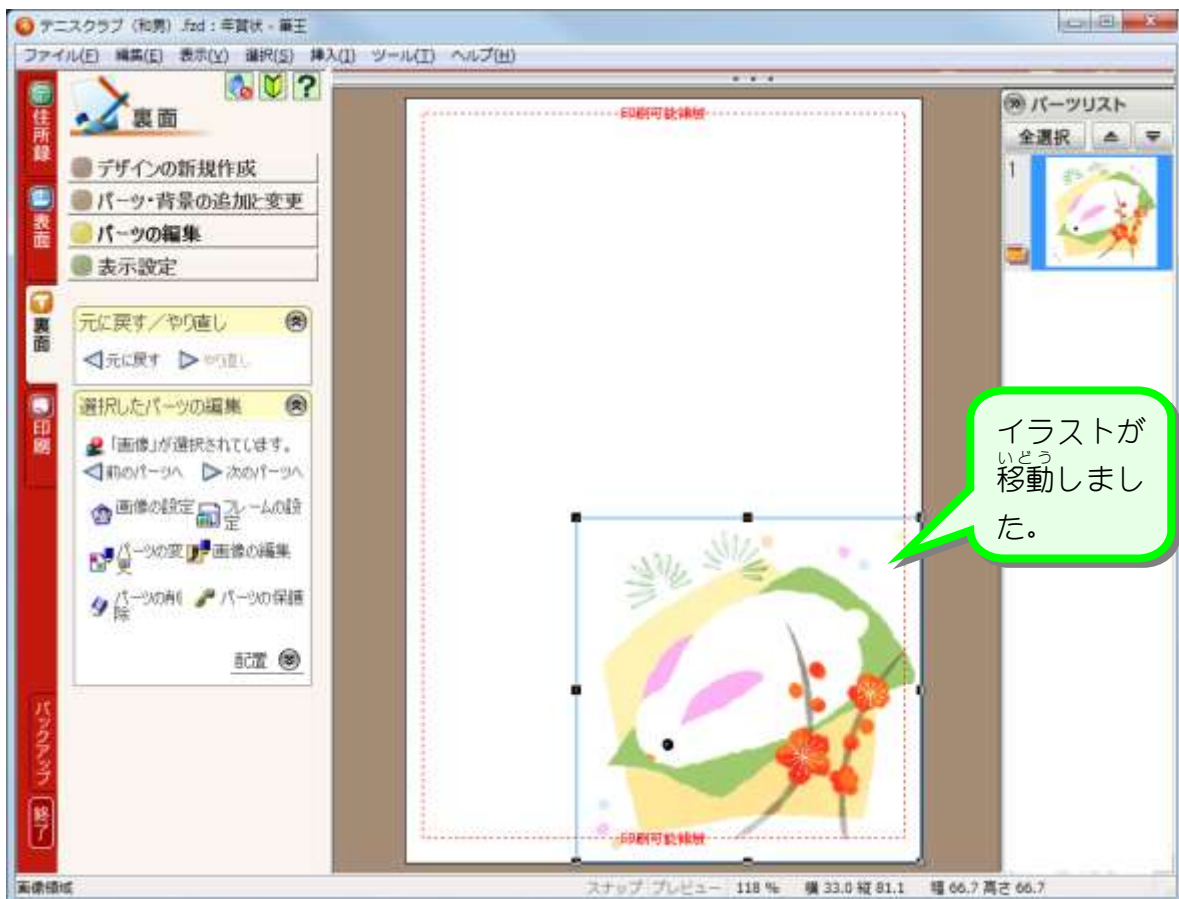 テニスクラブ（和男）.fzd：年賀状 - 筆王
ファイル(F) 編集(E) 表示(V) 選択(S) 挿入(I) ツール(T) ヘルプ(H)
住所録
表面
裏面
印刷
バックアップ
終了
裏面
デザインの新規作成
パーツ・背景の追加と変更
パーツの編集
表示設定
元に戻す／やり直し
元に戻す やり直し
選択したパーツの編集
「画像」が選択されています。
前のパーツへ 次のパーツへ
画像の設定
フレームの設
定
パーツの変
更
画像の編集
パーツの削
除
パーツの保護
配置
印刷可能領域
印刷可能領域
パーツリスト
全選択
1
イラストが
いどう
移動しまし
た。
画像領域
スナップ プレビュー 118 % 横 33.0 縦 81.1 幅 66.7 高さ 66.7